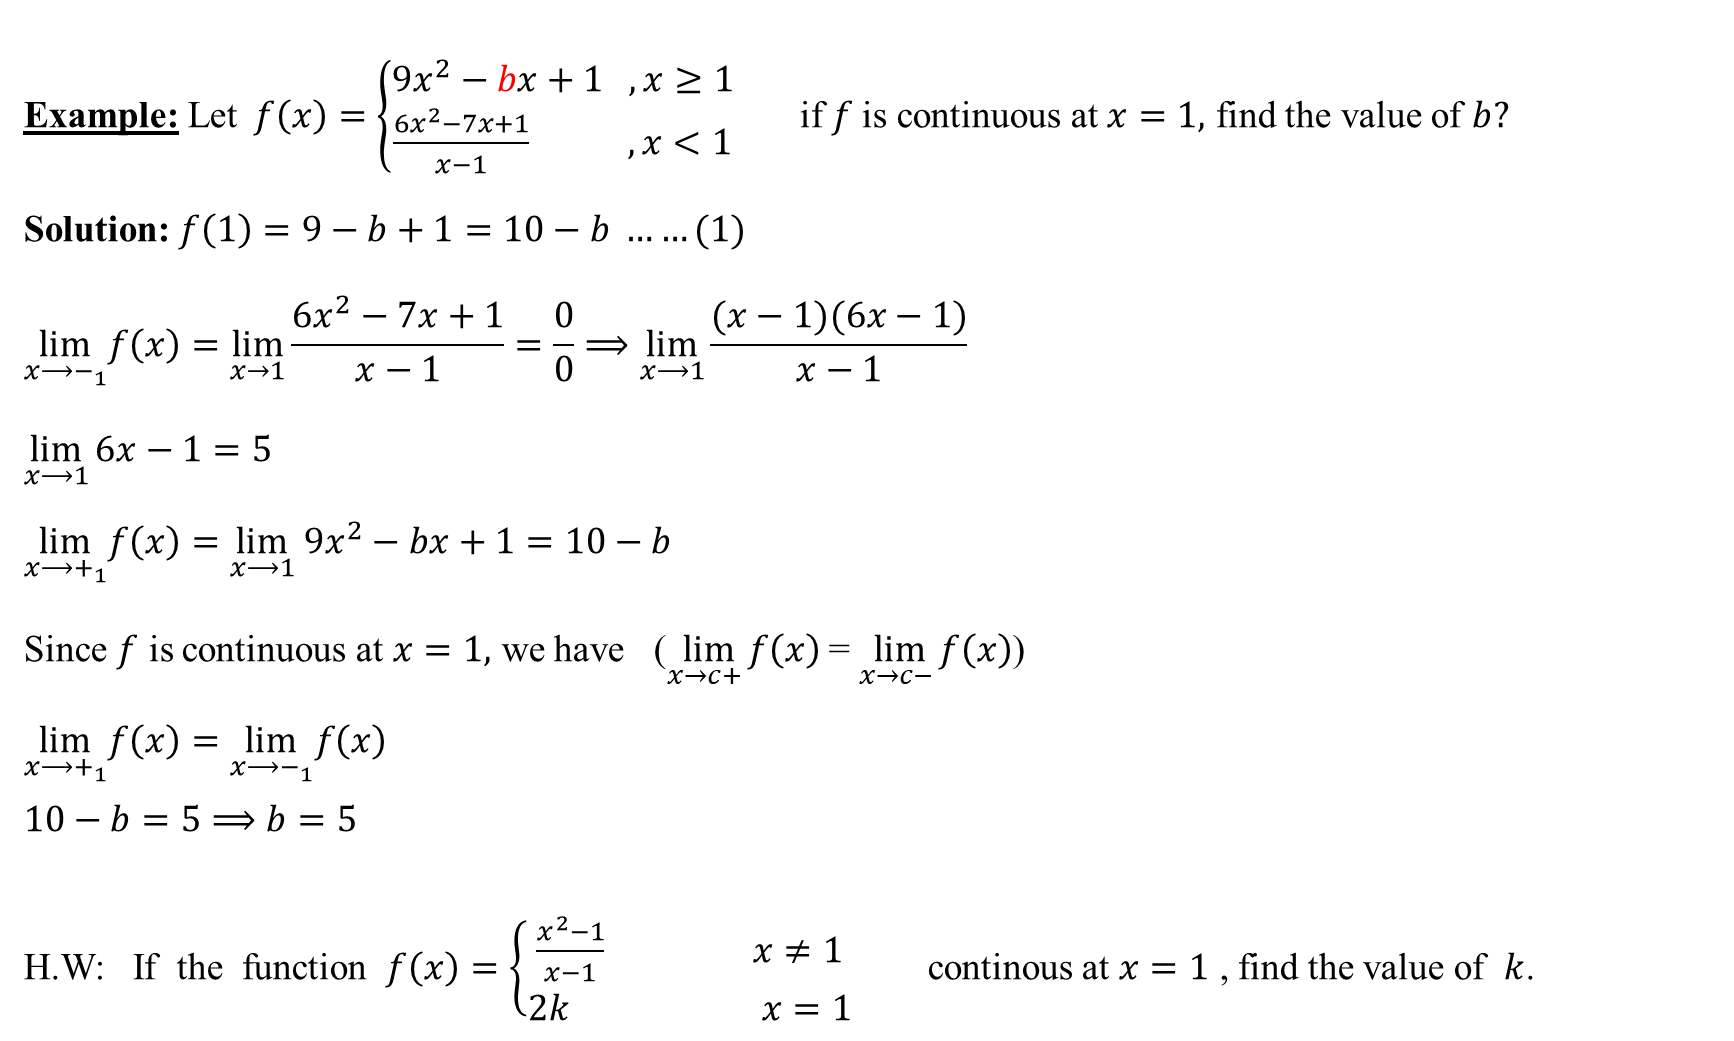 Example: Let f(x) = { 9x² − bx + 1 , x ≥ 1 ; (6x²−7x+1)/(x−1) , x < 1 if f is continuous at x = 1, find the value of b?
Solution: f(1) = 9 − b + 1 = 10 − b … … (1)
lim_{x⟶−₁} f(x) = lim_{x→1} (6x² − 7x + 1)/(x − 1) = 0/0 ⟹ lim_{x⟶1} (x − 1)(6x − 1)/(x − 1)
lim_{x⟶1} 6x − 1 = 5
lim_{x⟶+₁} f(x) = lim_{x⟶1} 9x² − bx + 1 = 10 − b
Since f is continuous at x = 1, we have ( lim_{x→c+} f(x) = lim_{x→c−} f(x))
lim_{x⟶+₁} f(x) = lim_{x⟶−₁} f(x)
10 − b = 5 ⟹ b = 5
H.W: If the function f(x) = { (x²−1)/(x−1) x ≠ 1 ; 2k x = 1 continous at x = 1 , find the value of k.